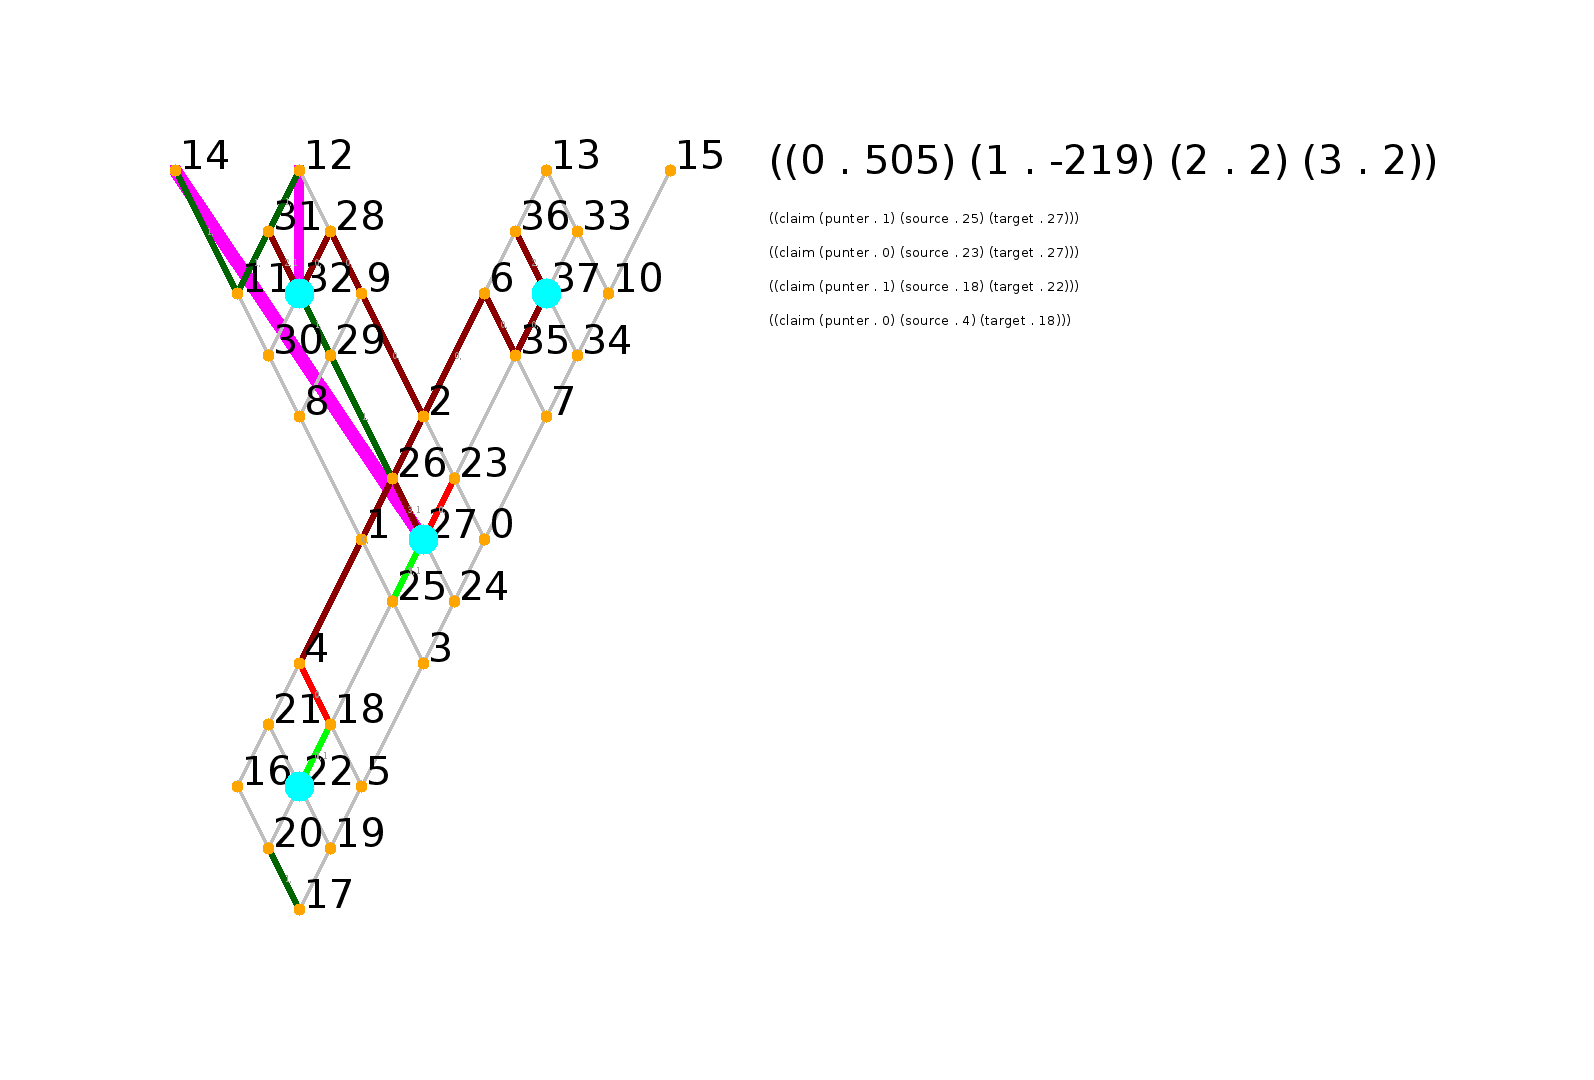 14 12 13 15 ((0 . 505) (1 . -219) (2 . 2) (3 . 2))
31 28 36 33 ((claim (punter . 1) (source . 25) (target . 27)))
((claim (punter . 0) (source . 23) (target . 27)))
11 32 9 6 37 10 ((claim (punter . 1) (source . 18) (target . 22)))
((claim (punter . 0) (source . 4) (target . 18)))
30 29 35 34
8 2 7
26 23
1 27 0
25 24
4 3
21 18
16 22 5
20 19
17